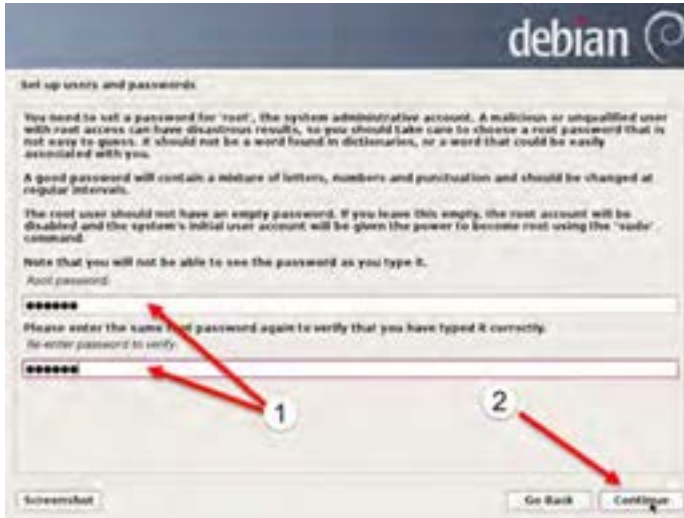 debian
Set up users and passwords
You need to set a password for 'root', the system administrative account. A malicious or unqualified user
with root access can have disastrous results, so you should take care to choose a root password that is
not easy to guess. It should not be a word found in dictionaries, or a word that could be easily
associated with you.
A good password will contain a mixture of letters, numbers and punctuation and should be changed at
regular intervals.
The root user should not have an empty password. If you leave this empty, the root account will be
disabled and the system's initial user account will be given the power to become root using the "sudo"
command.
Note that you will not be able to see the password as you type it.
Root password:
●●●●●●
Please enter the same root password again to verify that you have typed it correctly.
Re-enter password to verify:
●●●●●●
1
2
Screenshot
Go Back
Continue